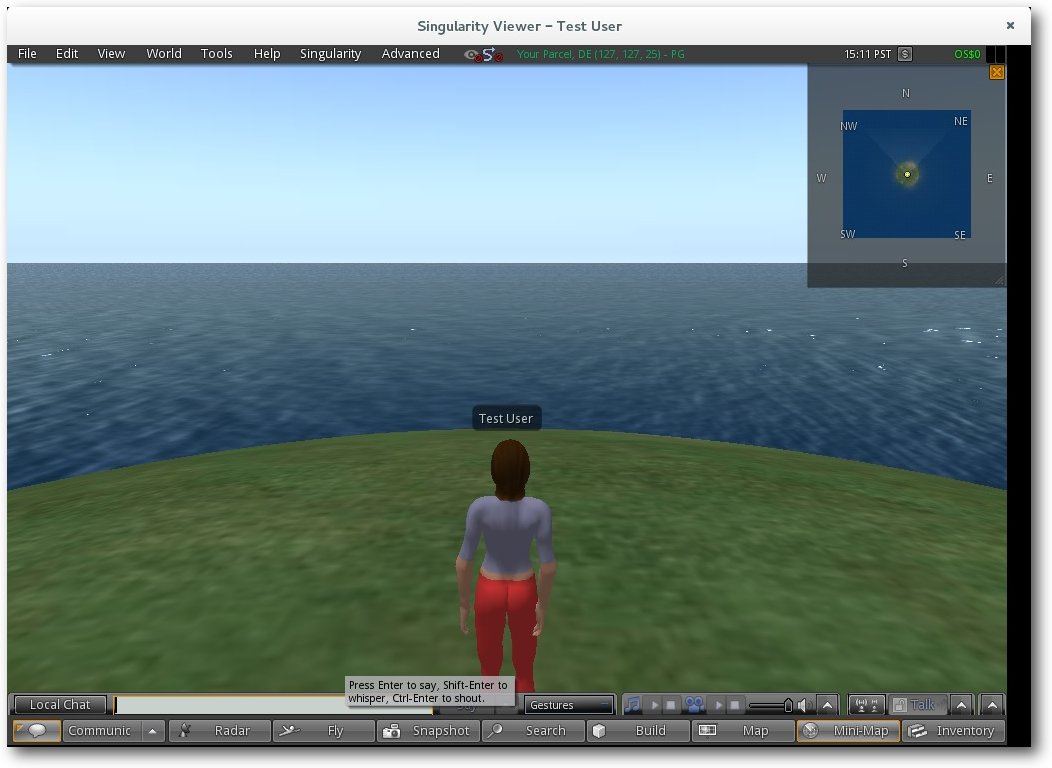 Singularity Viewer – Test User
File Edit View World Tools Help Singularity Advanced Your Parcel, DE (127, 127, 25) - PG 15:11 PST $ OS$0
N
NW NE
W E
SW SE
S
Test User
Press Enter to say, Shift-Enter to
whisper, Ctrl-Enter to shout.
Local Chat Gestures Talk
Communic Radar Fly Snapshot Search Build Map Mini-Map Inventory